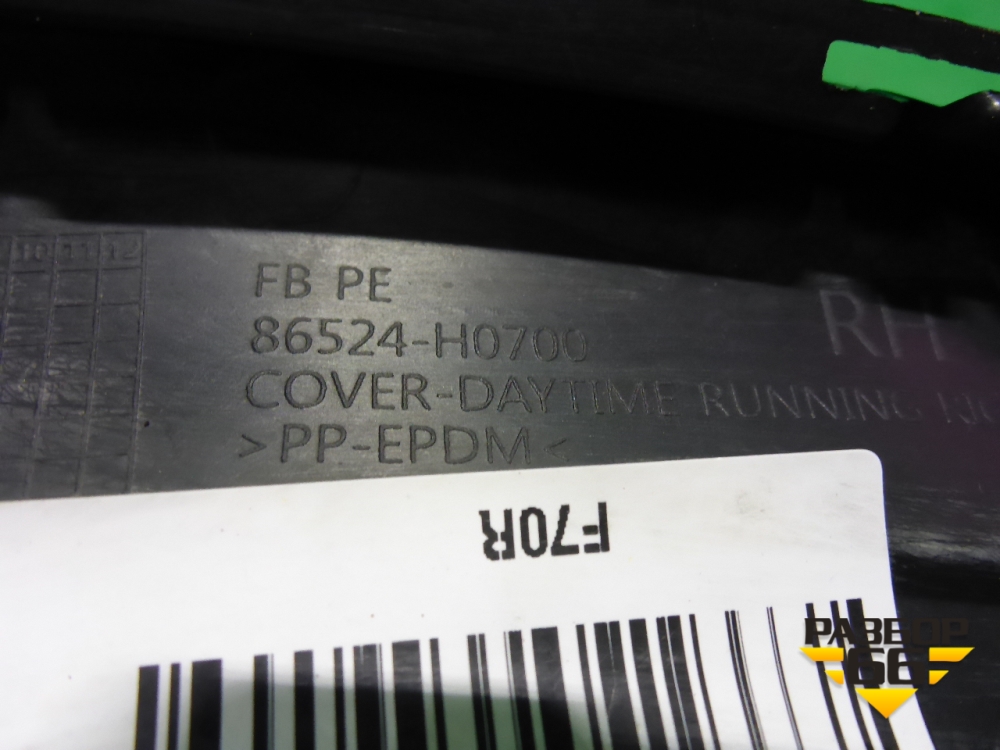 10 11 12
FB PE
86524-H0700
RH
COVER-DAYTIME RUNNING
>PP-EPDM<
F70R
РАЗБОР
66